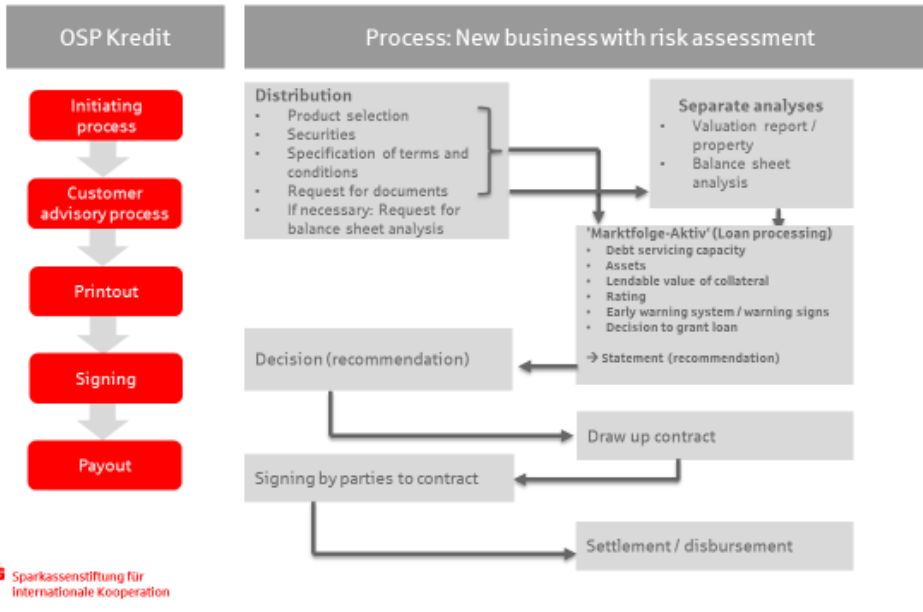 OSP Kredit
Process: New business with risk assessment
Initiating
process
Customer
advisory process
Printout
Signing
Payout
Distribution
• Product selection
• Securities
• Specification of terms and
conditions
• Request for documents
• If necessary: Request for
balance sheet analysis
Separate analyses
• Valuation report /
property
• Balance sheet
analysis
'Marktfolge-Aktiv' (Loan processing)
• Debt servicing capacity
• Assets
• Lendable value of collateral
• Rating
• Early warning system / warning signs
• Decision to grant loan
→ Statement (recommendation)
Decision (recommendation)
Draw up contract
Signing by parties to contract
Settlement / disbursement
Sparkassenstiftung für
internationale Kooperation